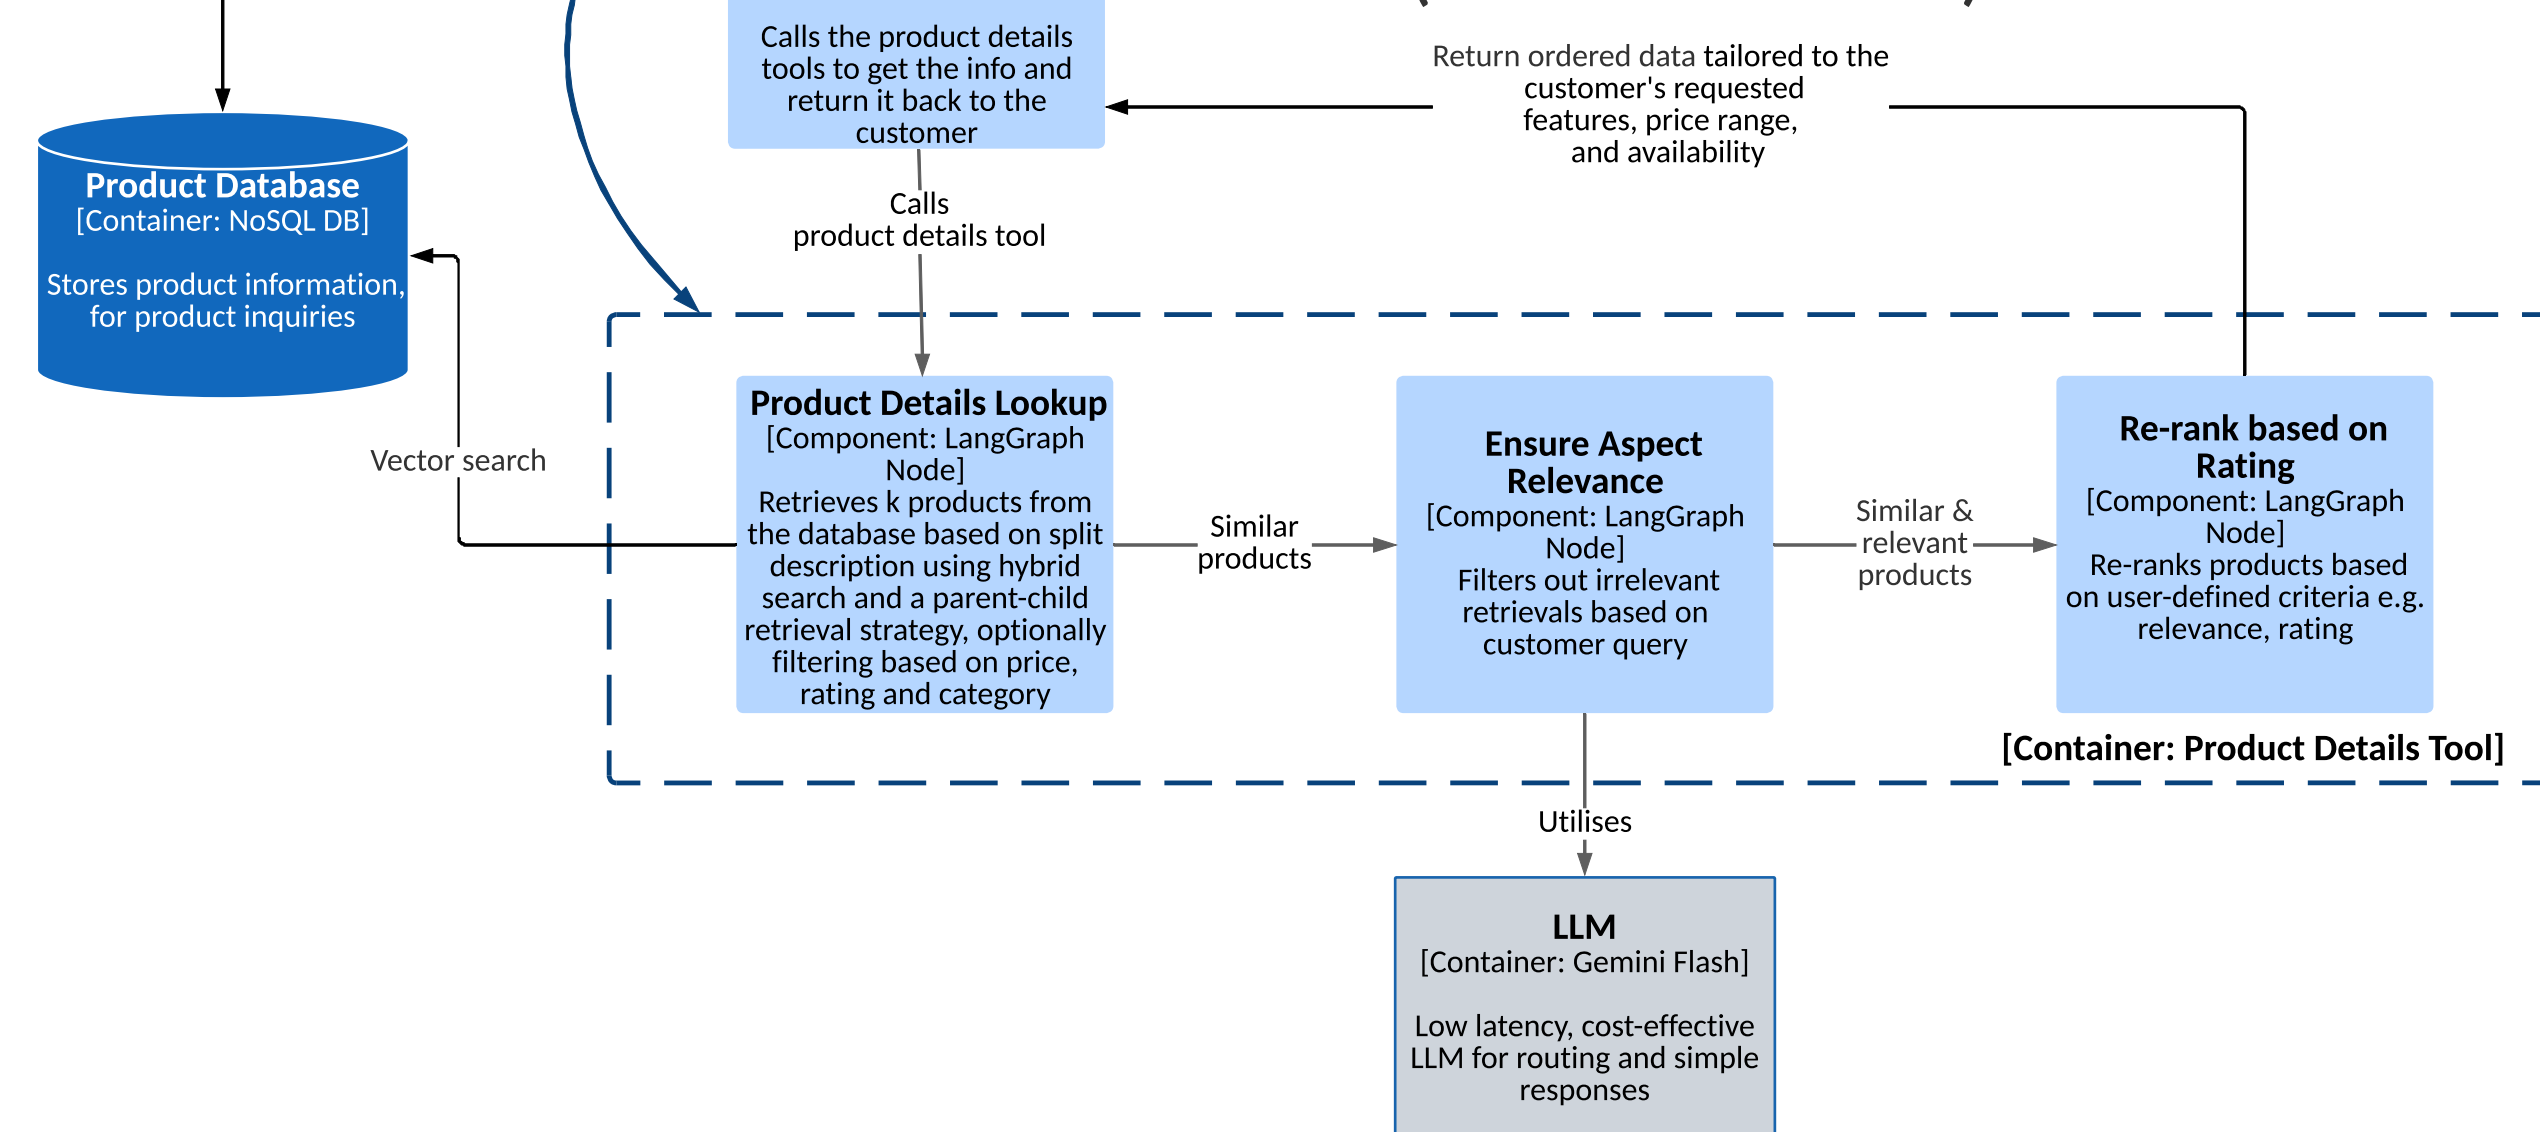 Calls the product details
tools to get the info and
return it back to the
customer
Return ordered data tailored to the
customer's requested
features, price range,
and availability
Product Database
[Container: NoSQL DB]
Stores product information,
for product inquiries
Calls
product details tool
Vector search
Product Details Lookup
[Component: LangGraph
Node]
Retrieves k products from
the database based on split
description using hybrid
search and a parent-child
retrieval strategy, optionally
filtering based on price,
rating and category
Similar
products
Ensure Aspect
Relevance
[Component: LangGraph
Node]
Filters out irrelevant
retrievals based on
customer query
Similar &
relevant
products
Re-rank based on
Rating
[Component: LangGraph
Node]
Re-ranks products based
on user-defined criteria e.g.
relevance, rating
[Container: Product Details Tool]
Utilises
LLM
[Container: Gemini Flash]
Low latency, cost-effective
LLM for routing and simple
responses